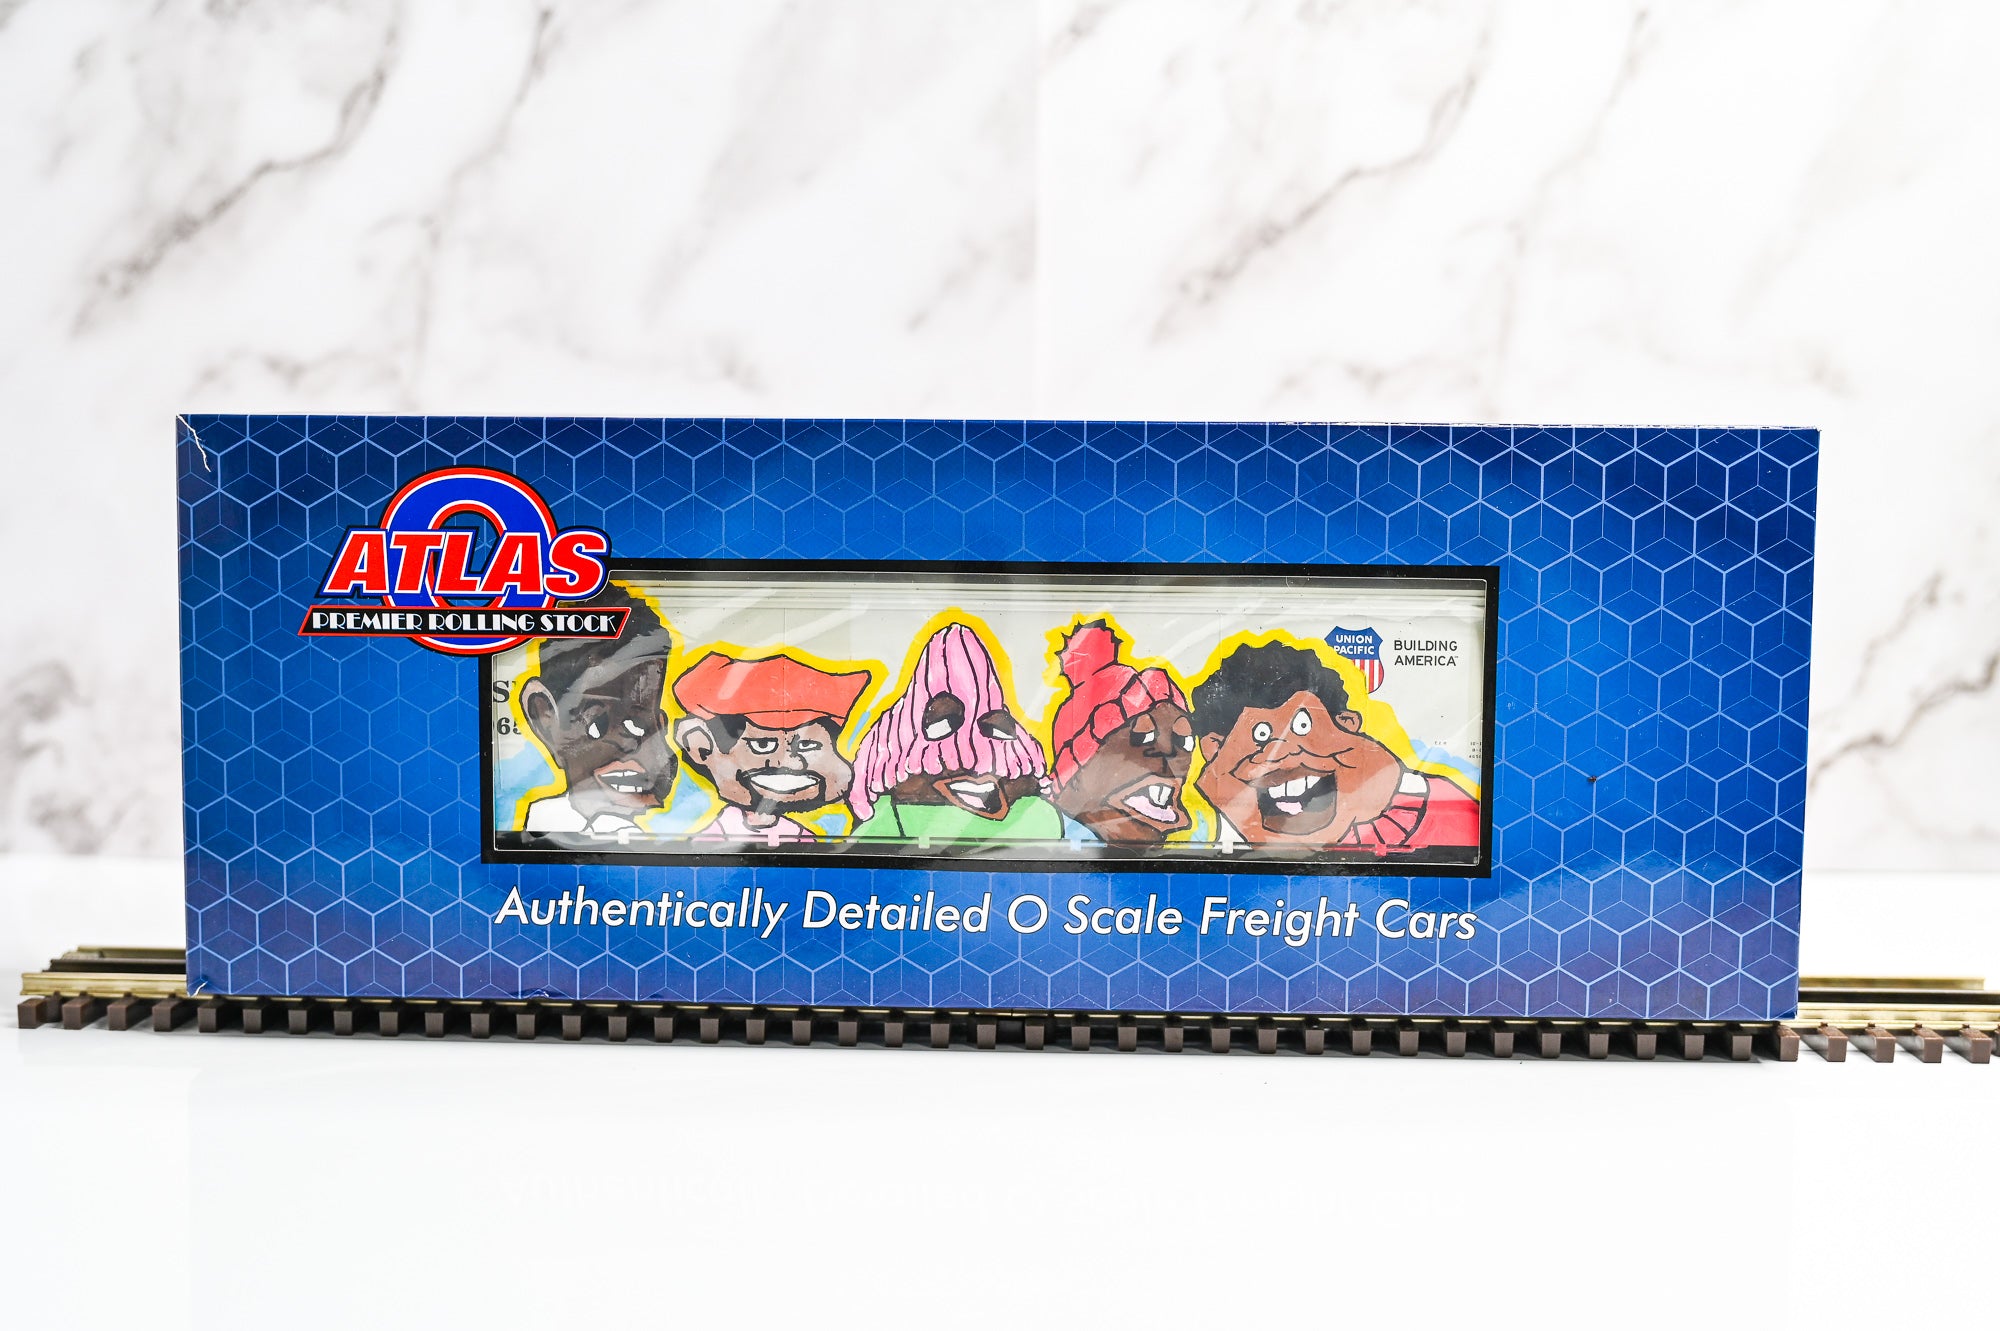 ATLAS
O
PREMIER ROLLING STOCK
UNION
PACIFIC
BUILDING
AMERICA
Authentically Detailed O Scale Freight Cars